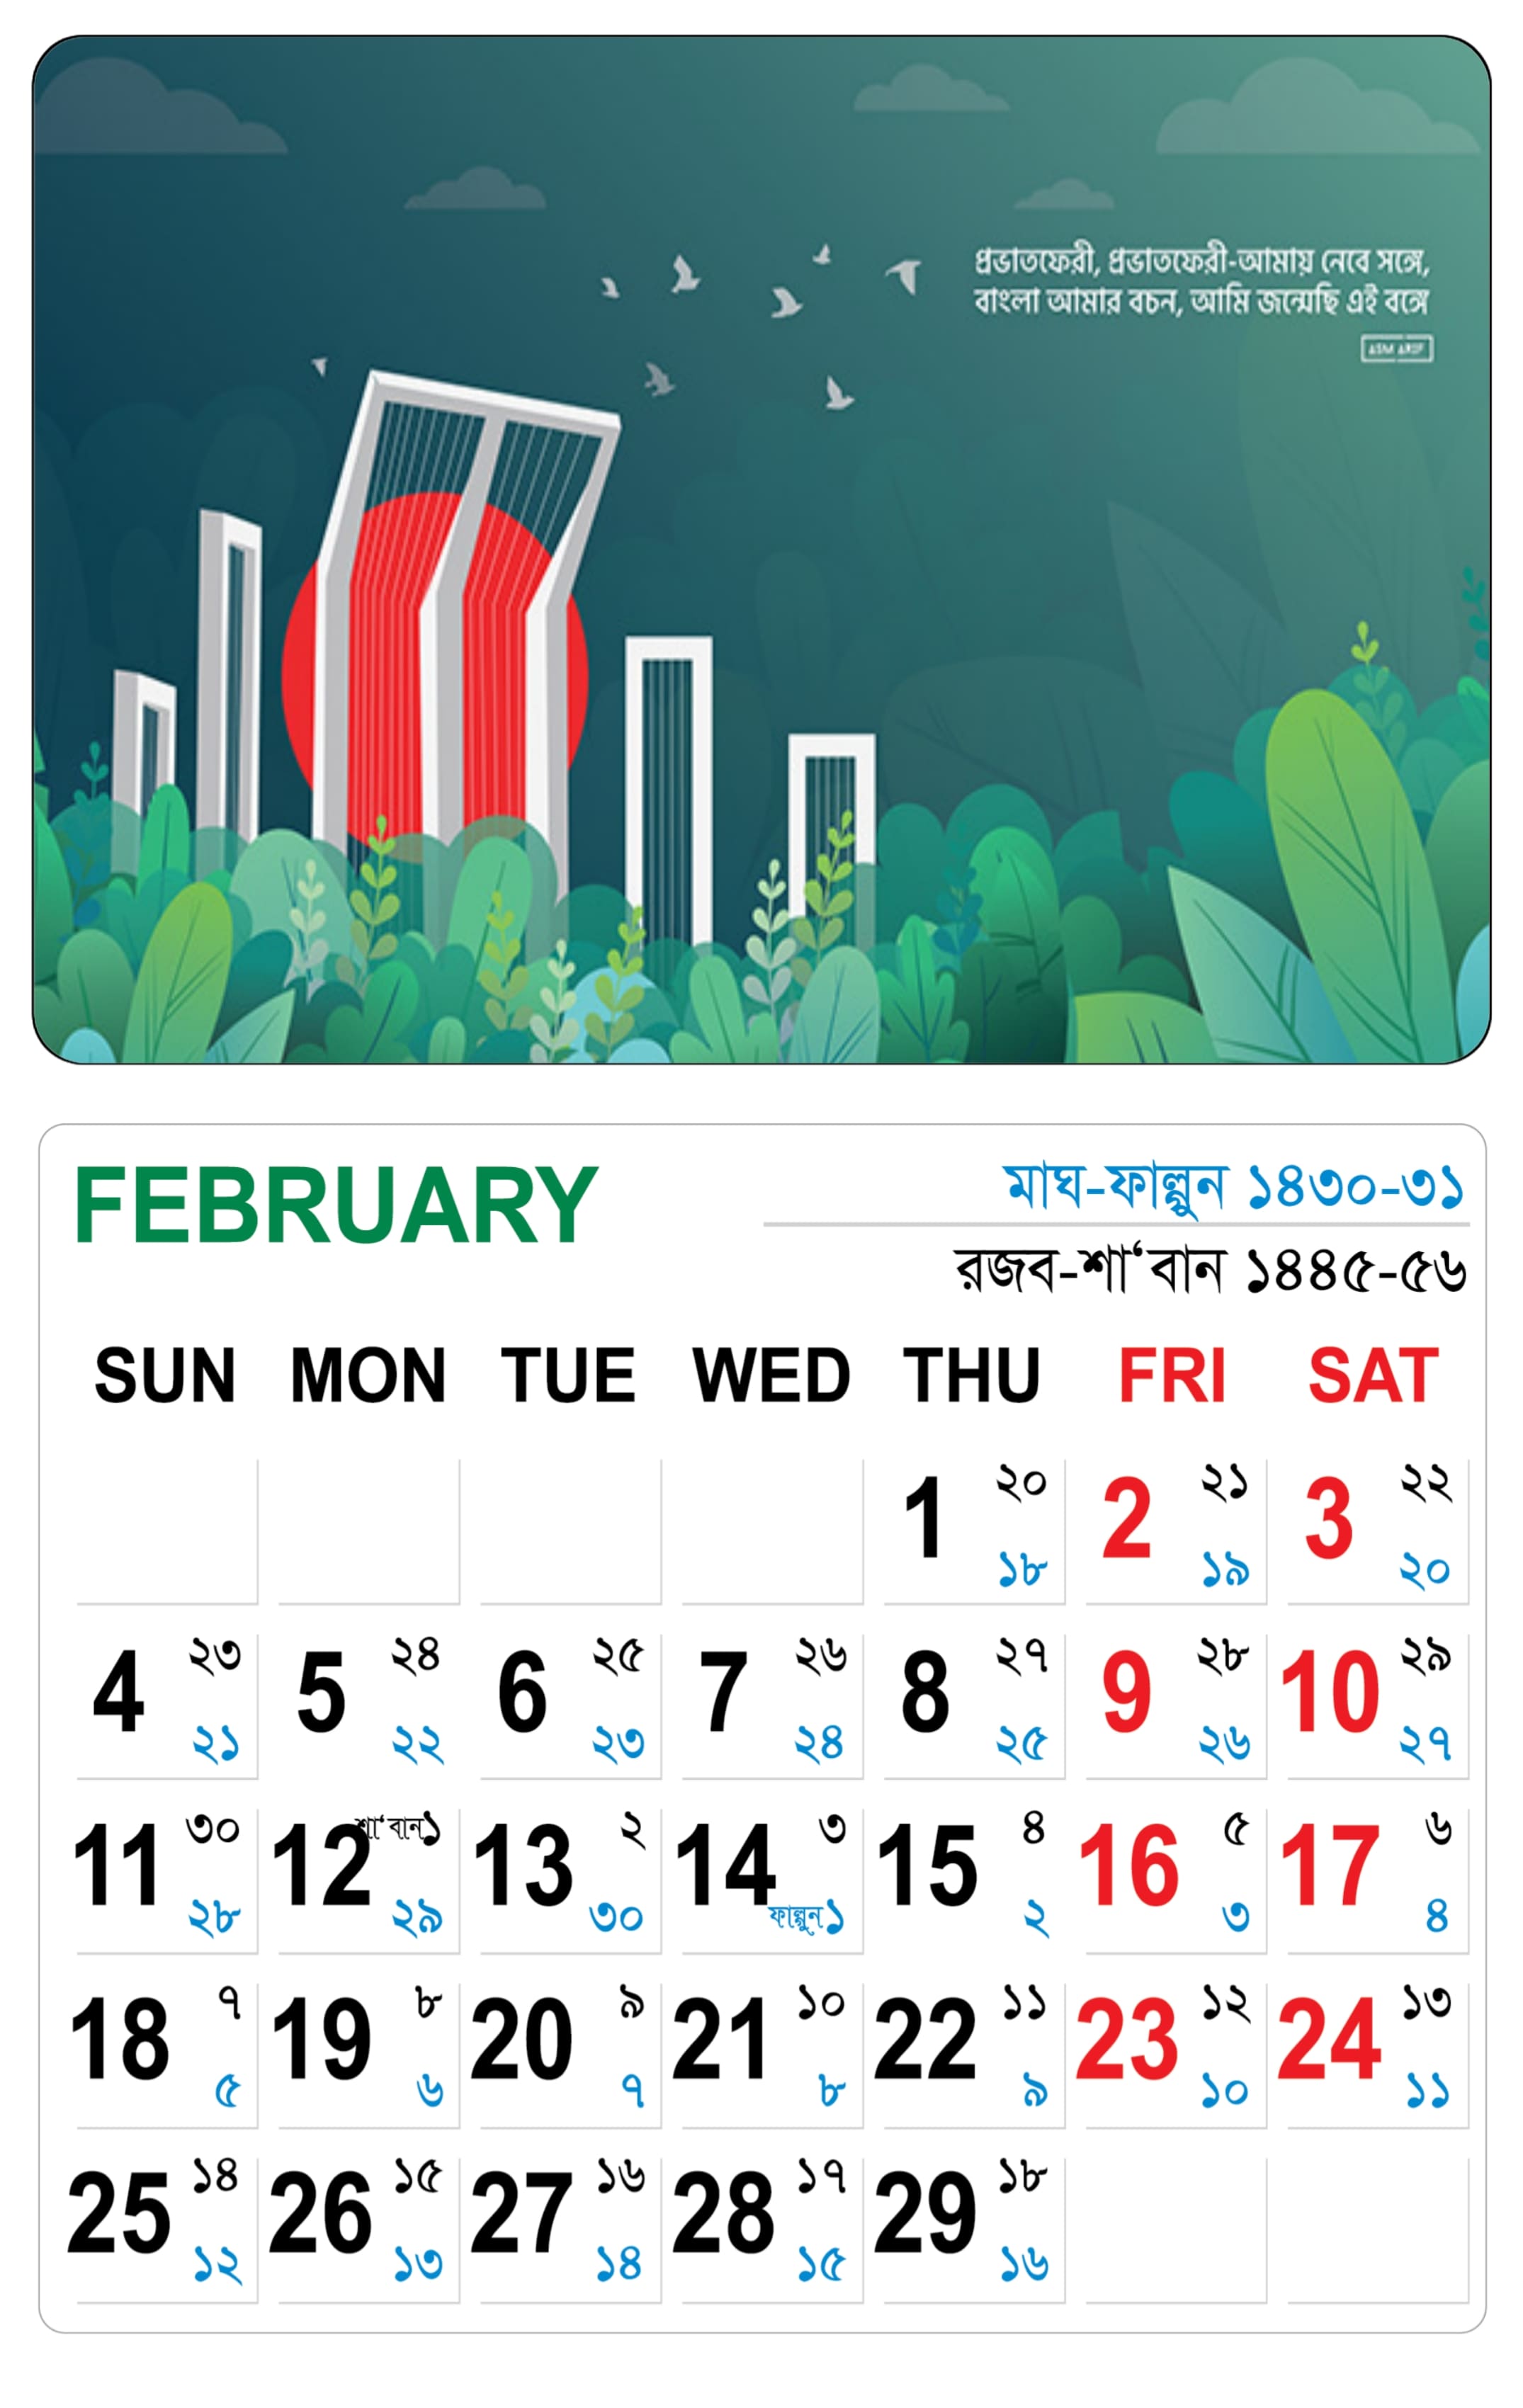 প্রভাতফেরী, প্রভাতফেরী-আমায় নেবে সঙ্গে,
বাংলা আমার বচন, আমি জন্মেছি এই বঙ্গে
ASM ARIF
FEBRUARY
মাঘ-ফাল্গুন ১৪৩০-৩১
রজব-শা‘বান ১৪৪৫-৫৬
SUN MON TUE WED THU FRI SAT
1 ২০ ১৮ 2 ২১ ১৯ 3 ২২ ২০
4 ২৩ ২১ 5 ২৪ ২২ 6 ২৫ ২৩ 7 ২৬ ২৪ 8 ২৭ ২৫ 9 ২৮ ২৬ 10 ২৯ ২৭
11 ৩০ ২৮ 12 শা‘বান ১ ২৯ 13 ২ ৩০ 14 ৩ ফাল্গুন ১ 15 ৪ ২ 16 ৫ ৩ 17 ৬ ৪
18 ৭ ৫ 19 ৮ ৬ 20 ৯ ৭ 21 ১০ ৮ 22 ১১ ৯ 23 ১২ ১০ 24 ১৩ ১১
25 ১৪ ১২ 26 ১৫ ১৩ 27 ১৬ ১৪ 28 ১৭ ১৫ 29 ১৮ ১৬